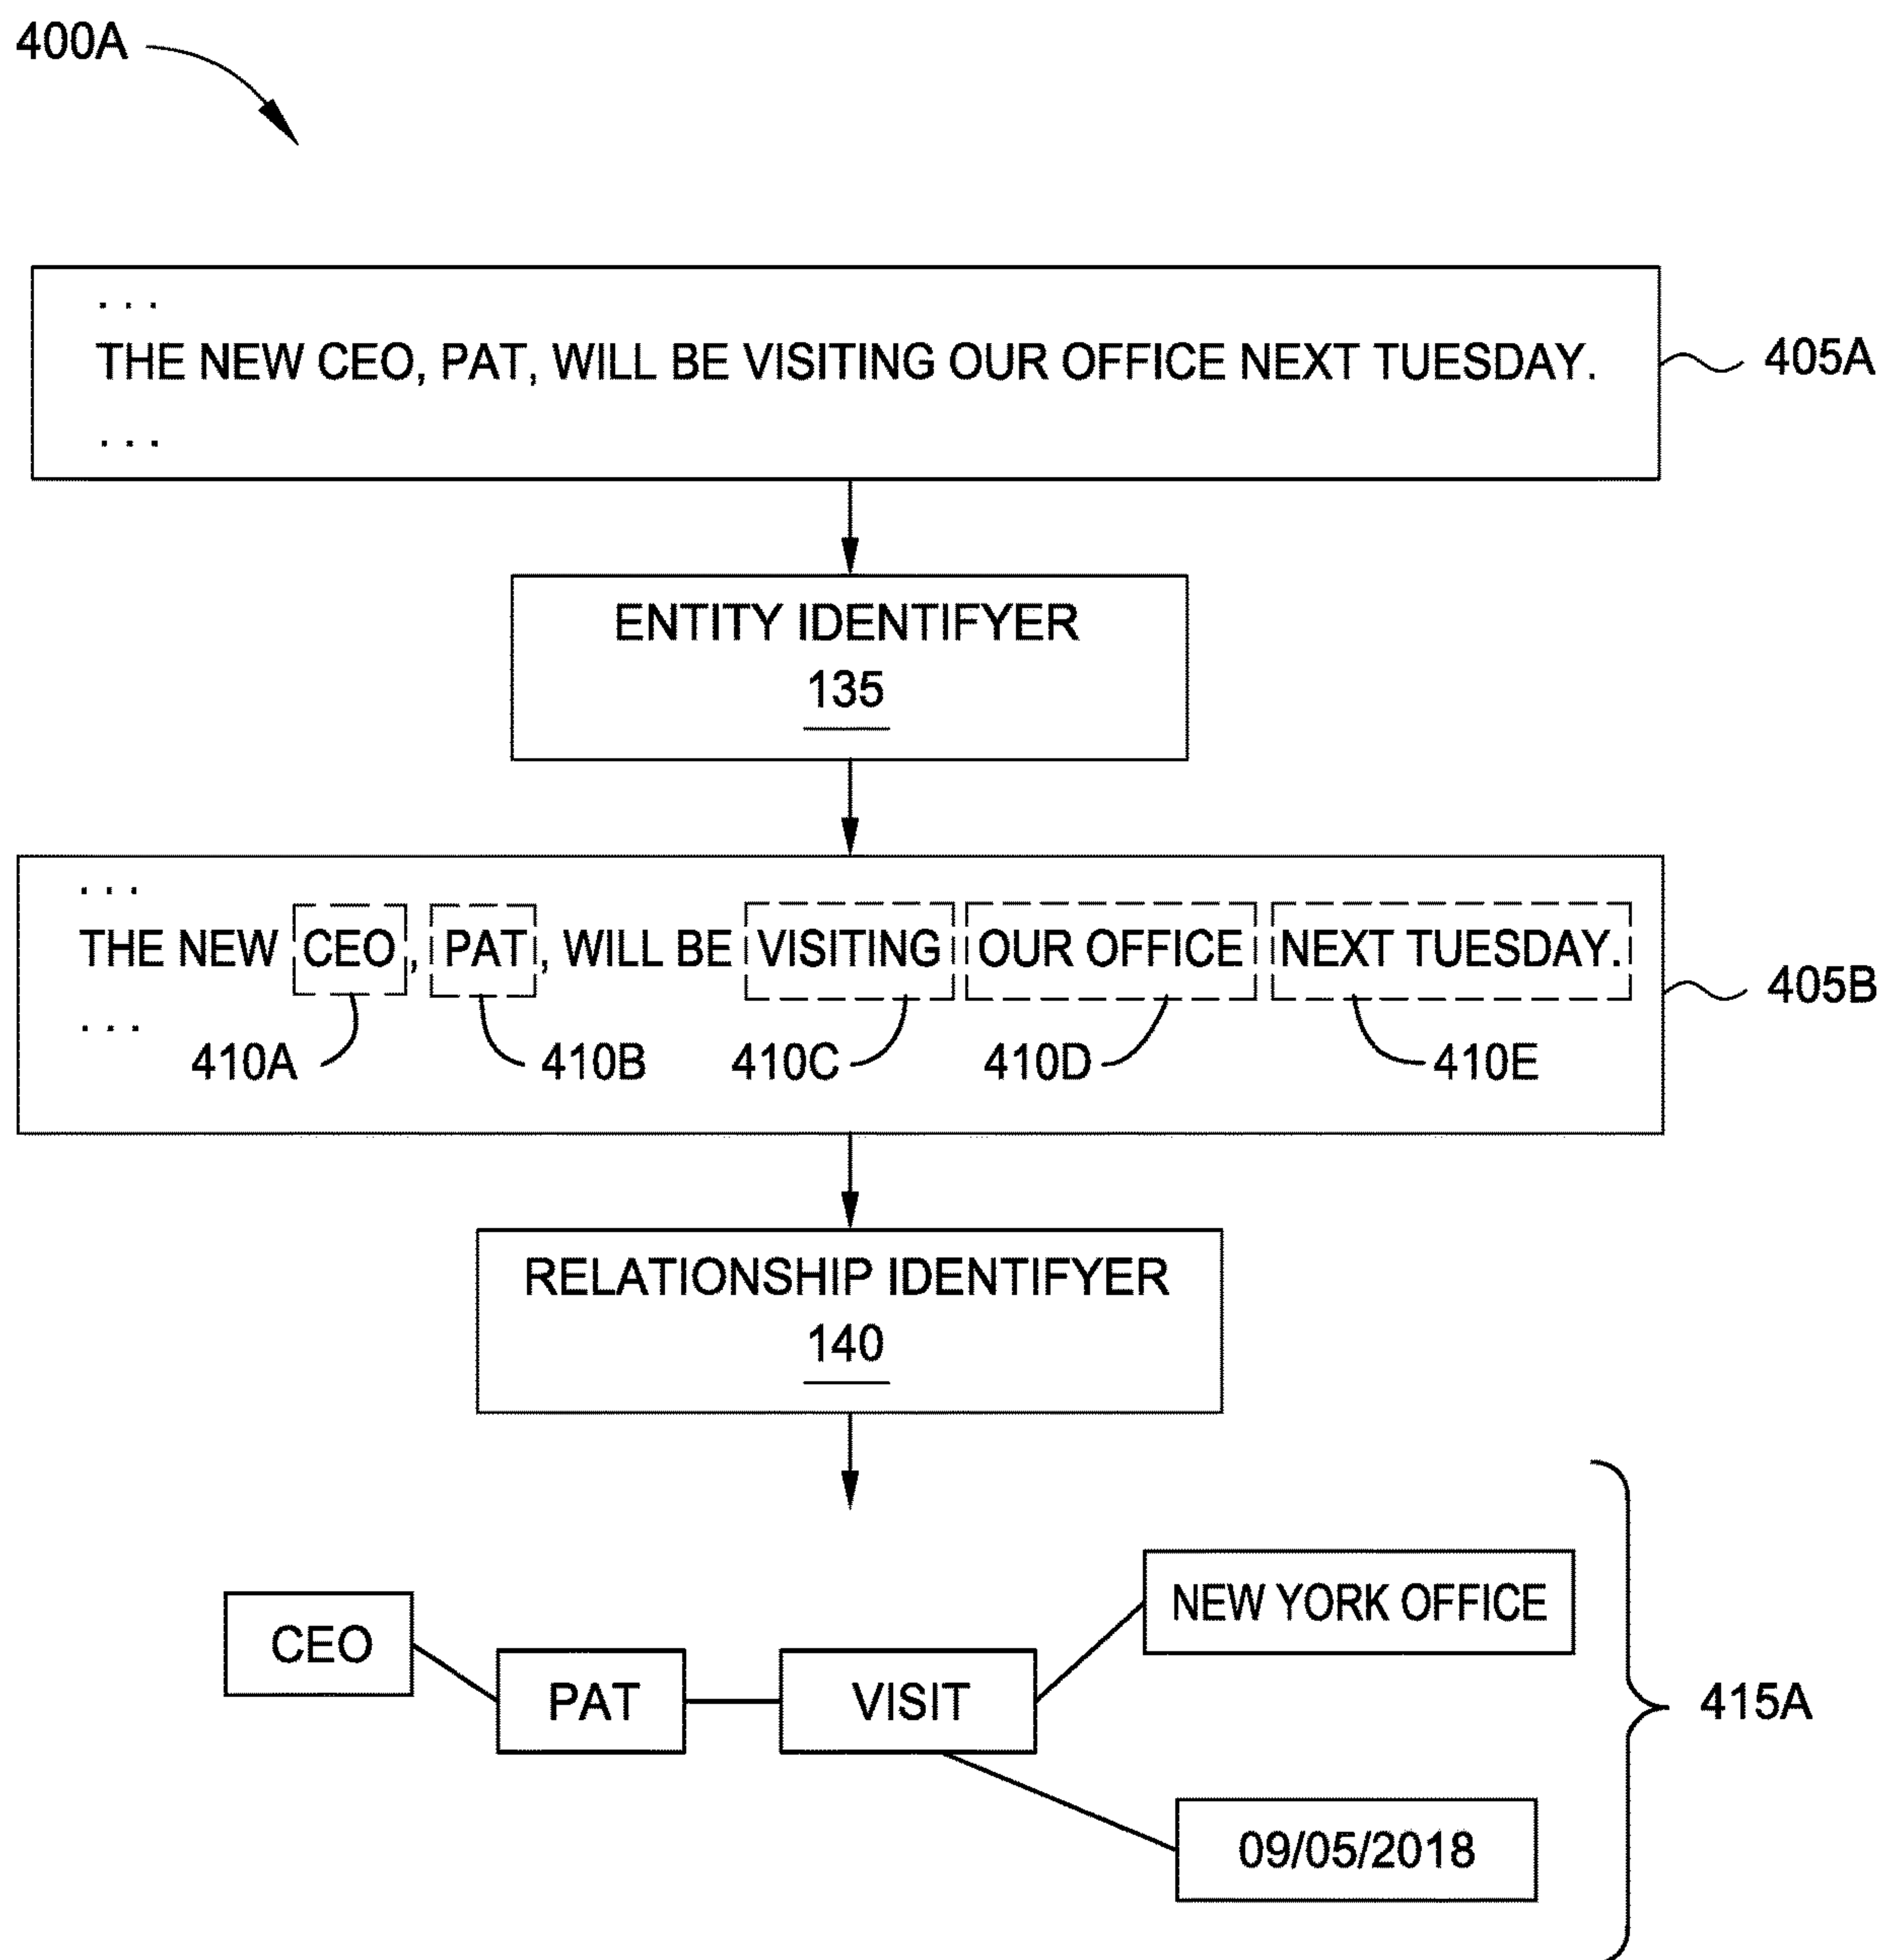 400A
. . .
THE NEW CEO, PAT, WILL BE VISITING OUR OFFICE NEXT TUESDAY.
. . .
405A
ENTITY IDENTIFYER
135
. . .
THE NEW CEO, PAT, WILL BE VISITING OUR OFFICE NEXT TUESDAY.
. . .
405B
410A 410B 410C 410D 410E
RELATIONSHIP IDENTIFYER
140
NEW YORK OFFICE
CEO
PAT VISIT
415A
09/05/2018